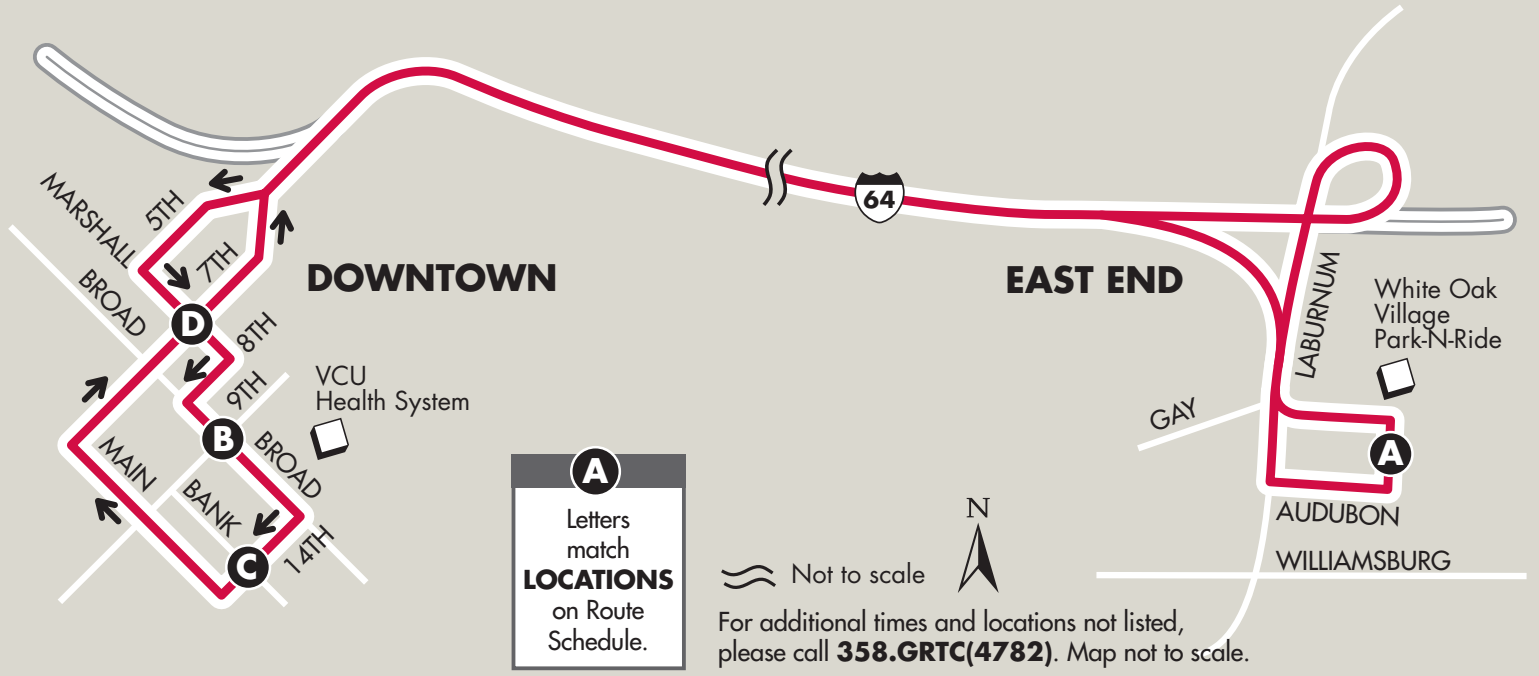 5TH
MARSHALL
7TH
BROAD
DOWNTOWN
D
8TH
9TH
VCU
Health System
B
BROAD
MAIN
BANK
C
14TH
64
EAST END
LABURNUM
White Oak
Village
Park-N-Ride
GAY
A
AUDUBON
WILLIAMSBURG
A
Letters
match
LOCATIONS
on Route
Schedule.
N
Not to scale
For additional times and locations not listed,
please call 358.GRTC(4782). Map not to scale.